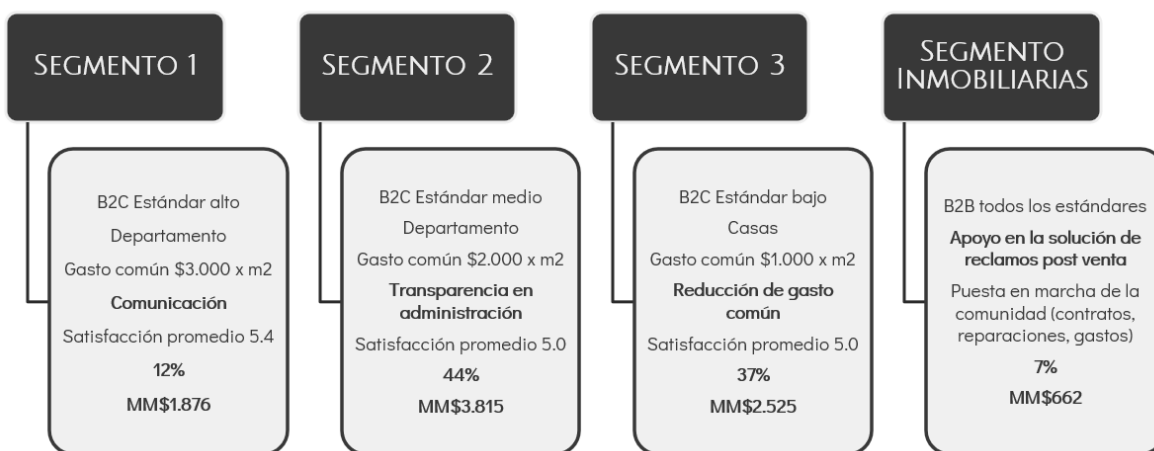 SEGMENTO 1
B2C Estándar alto
Departamento
Gasto común $3.000 x m2
Comunicación
Satisfacción promedio 5.4
12%
MM$1.876
SEGMENTO 2
B2C Estándar medio
Departamento
Gasto común $2.000 x m2
Transparencia en
administración
Satisfacción promedio 5.0
44%
MM$3.815
SEGMENTO 3
B2C Estándar bajo
Casas
Gasto común $1.000 x m2
Reducción de gasto
común
Satisfacción promedio 5.0
37%
MM$2.525
SEGMENTO
INMOBILIARIAS
B2B todos los estándares
Apoyo en la solución de
reclamos post venta
Puesta en marcha de la
comunidad (contratos,
reparaciones, gastos)
7%
MM$662